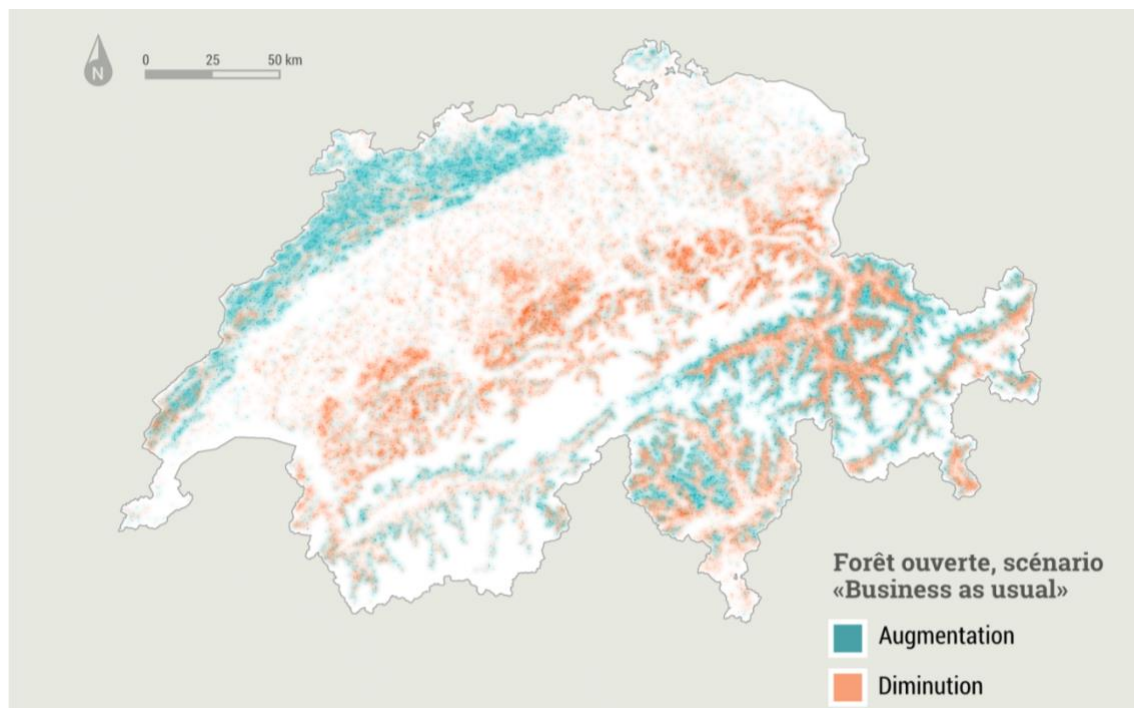 N
0 25 50 km
Forêt ouverte, scénario
«Business as usual»
Augmentation
Diminution